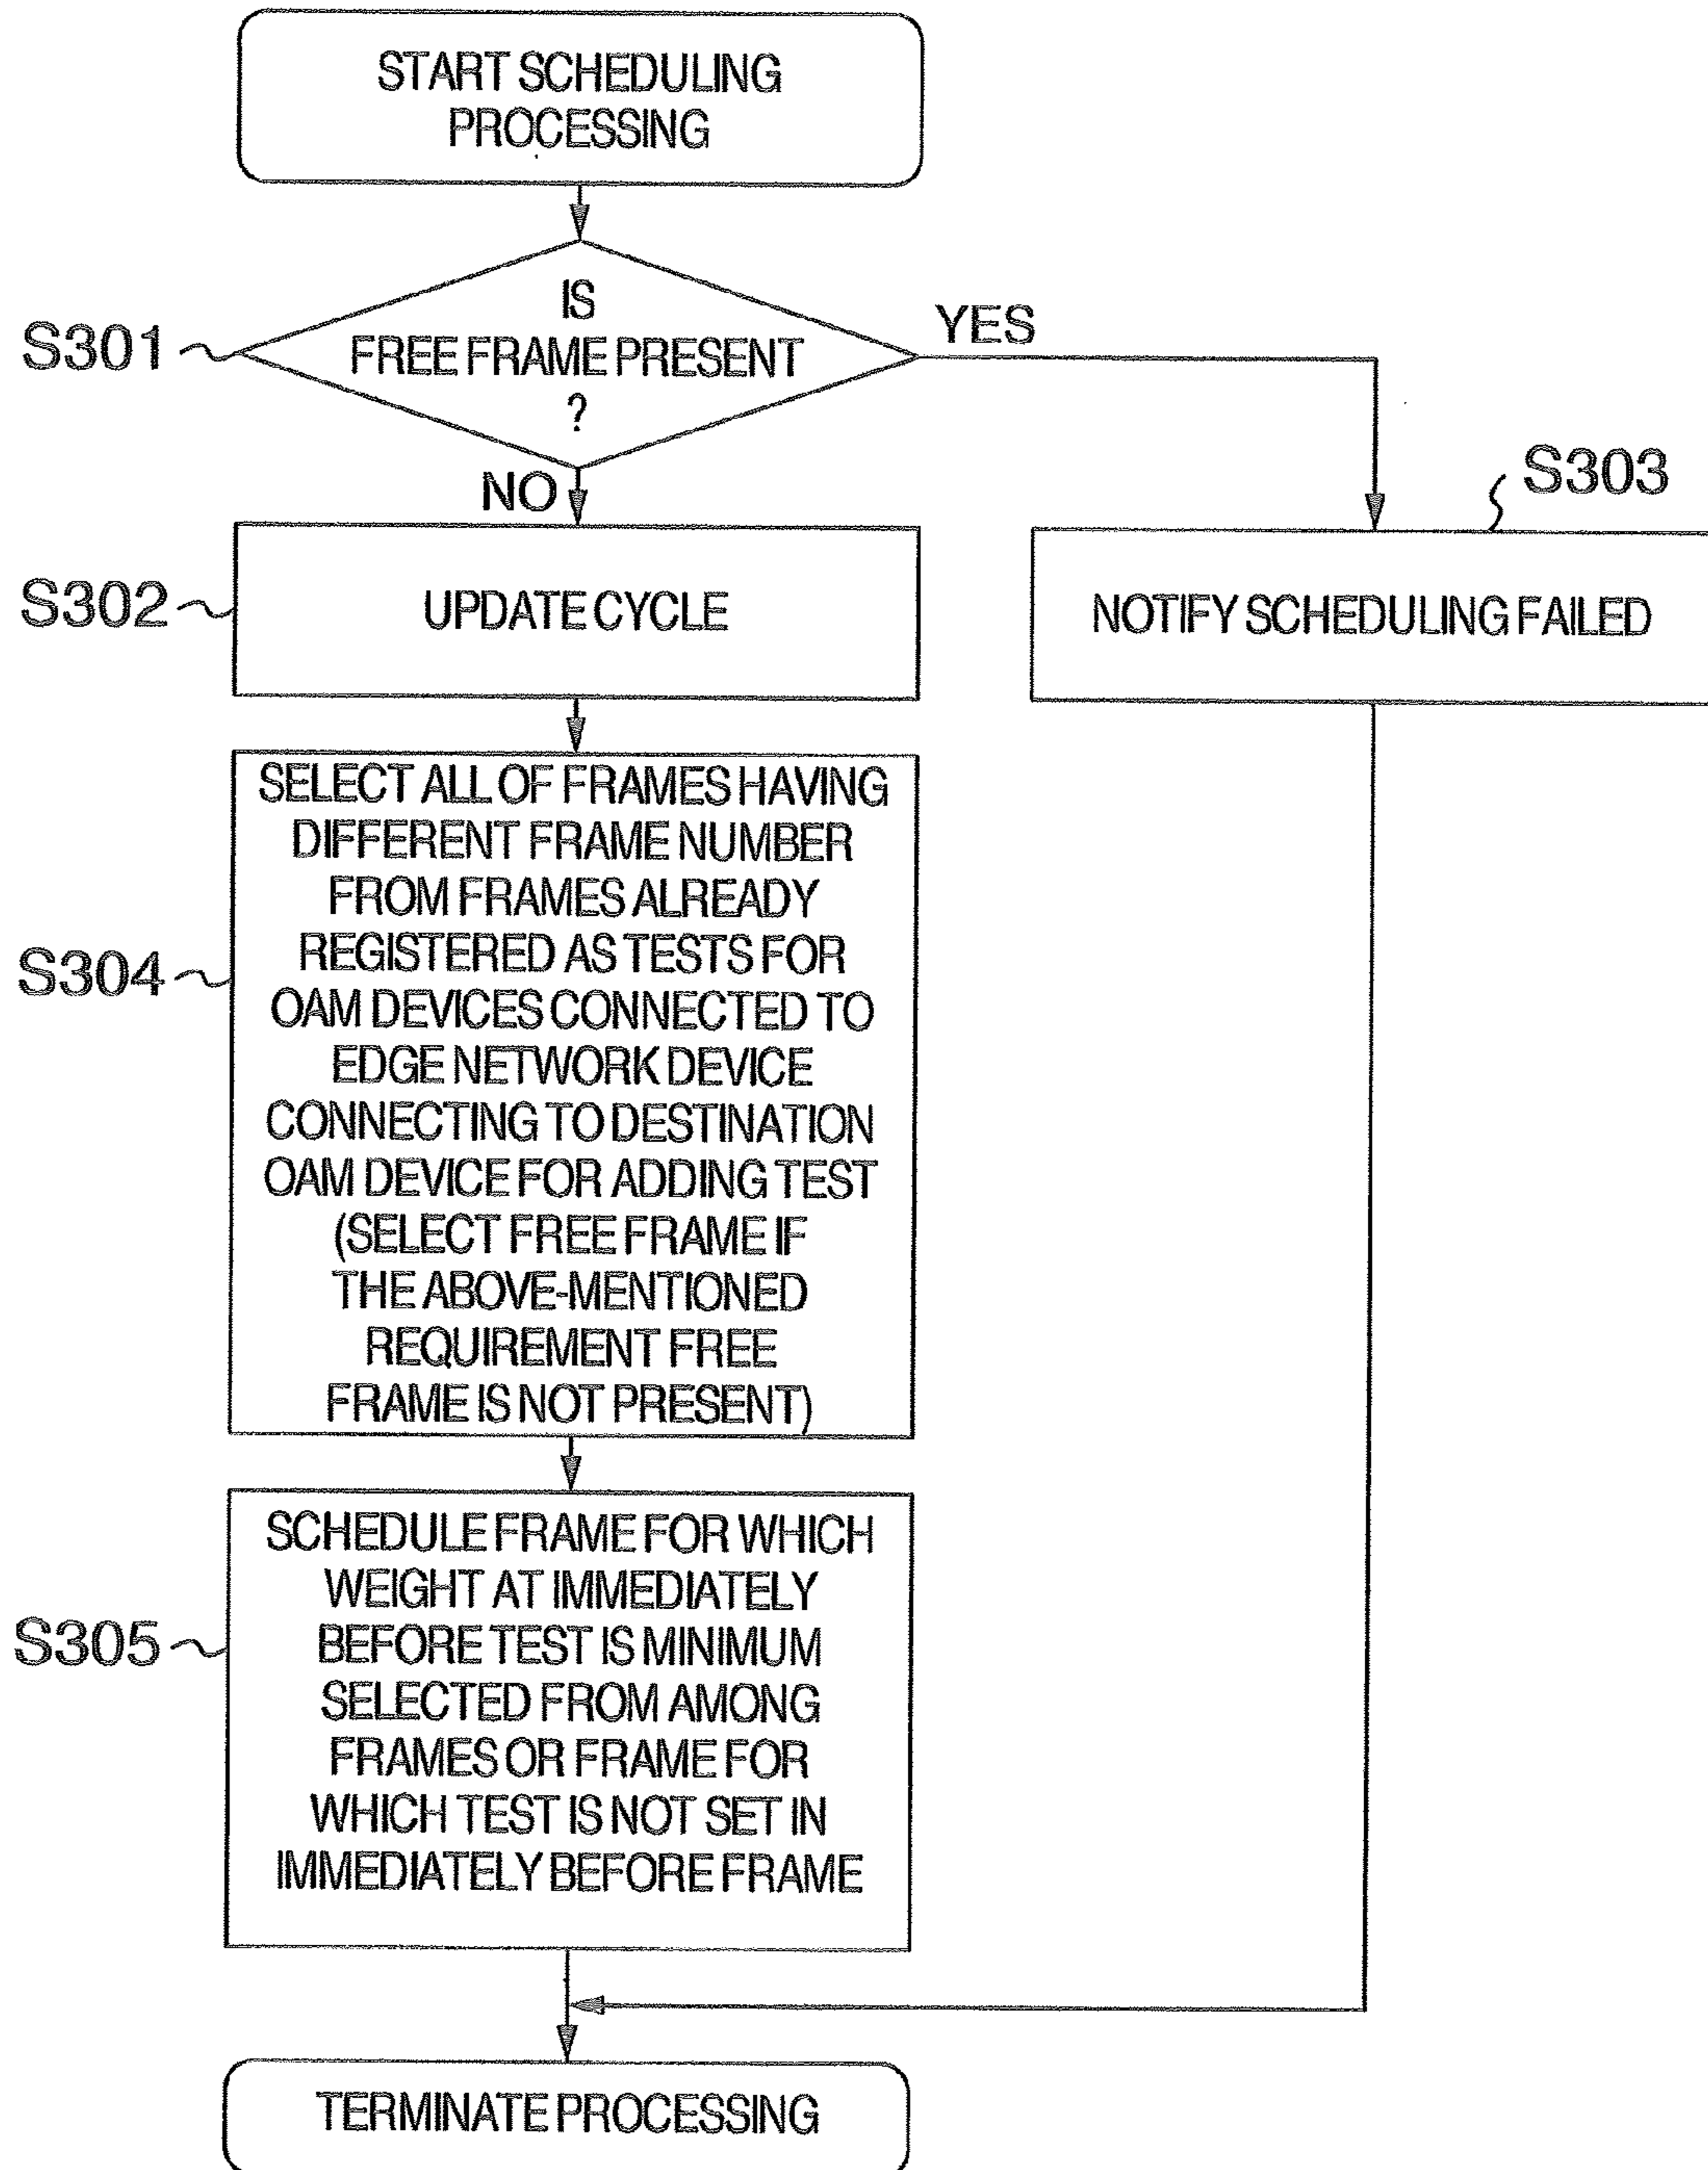 START SCHEDULING
PROCESSING
S301
IS
FREE FRAME PRESENT
?
YES
NO
S303
S302
UPDATE CYCLE
NOTIFY SCHEDULING FAILED
S304
SELECT ALL OF FRAMES HAVING
DIFFERENT FRAME NUMBER
FROM FRAMES ALREADY
REGISTERED AS TESTS FOR
OAM DEVICES CONNECTED TO
EDGE NETWORK DEVICE
CONNECTING TO DESTINATION
OAM DEVICE FOR ADDING TEST
(SELECT FREE FRAME IF
THE ABOVE-MENTIONED
REQUIREMENT FREE
FRAME IS NOT PRESENT)
S305
SCHEDULE FRAME FOR WHICH
WEIGHT AT IMMEDIATELY
BEFORE TEST IS MINIMUM
SELECTED FROM AMONG
FRAMES OR FRAME FOR
WHICH TEST IS NOT SET IN
IMMEDIATELY BEFORE FRAME
TERMINATE PROCESSING